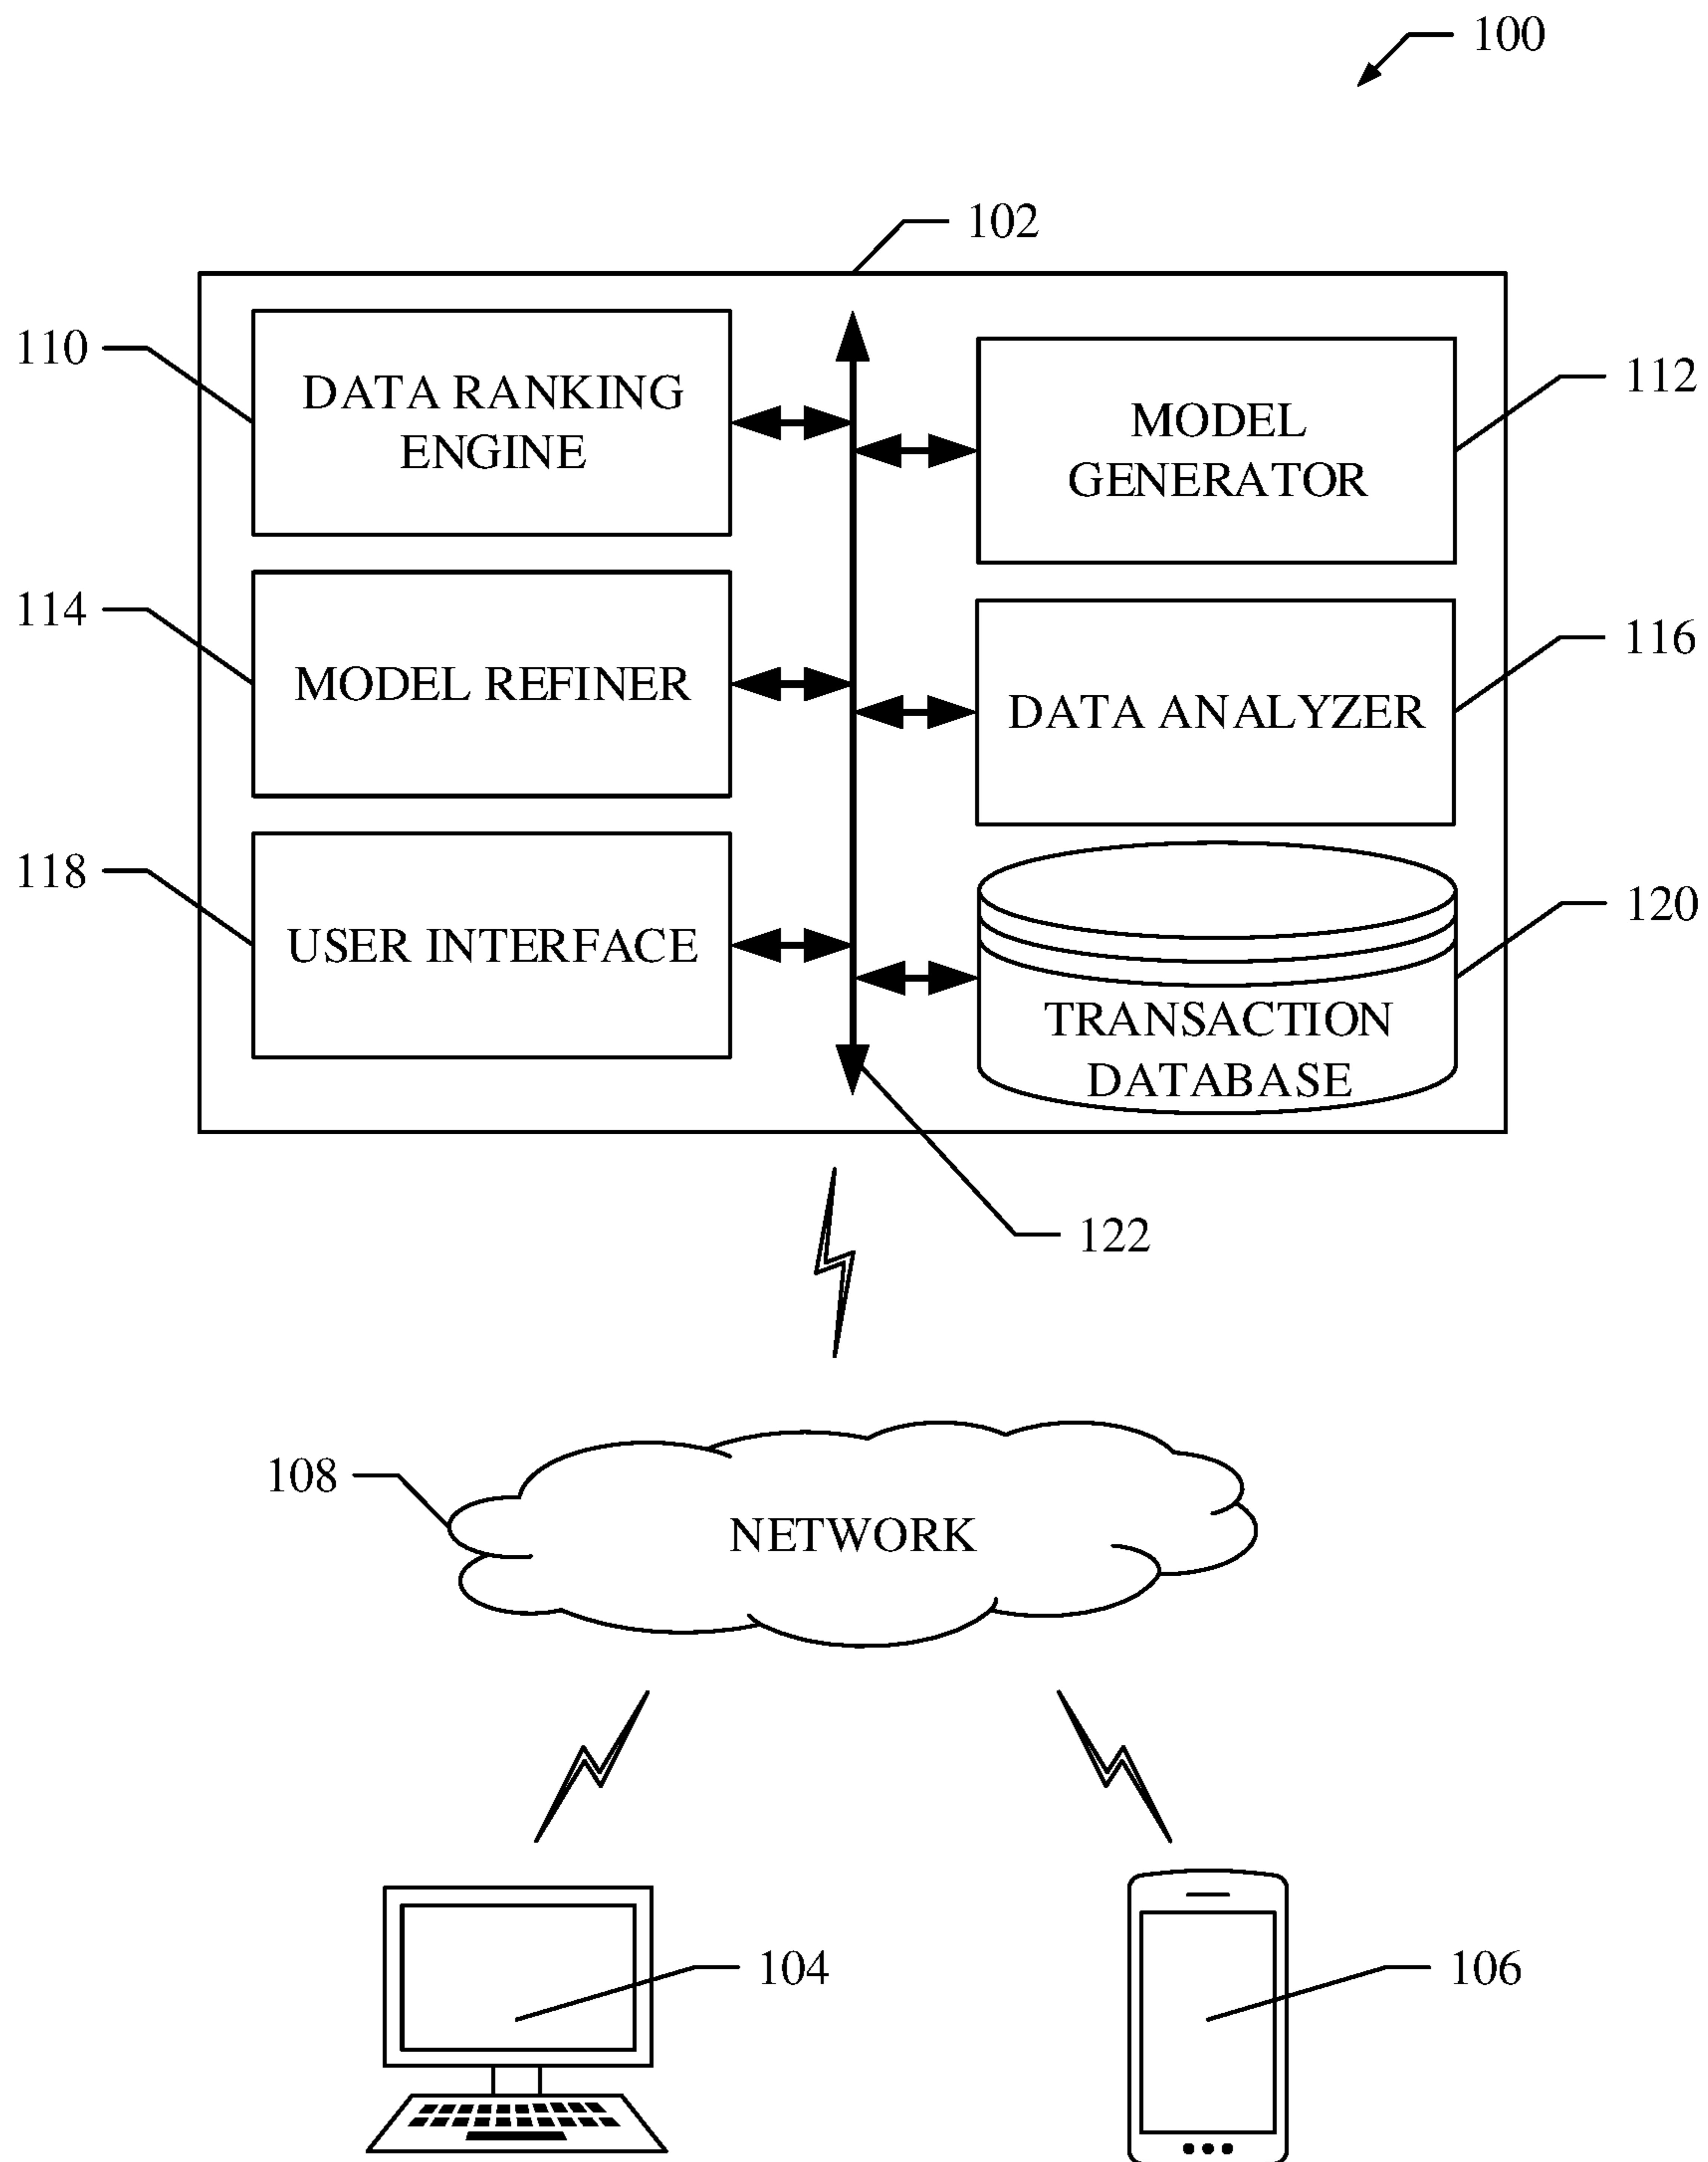 100
102
110
DATA RANKING
ENGINE
112
MODEL
GENERATOR
114
MODEL REFINER
116
DATA ANALYZER
118
USER INTERFACE
120
TRANSACTION
DATABASE
122
108
NETWORK
104
106